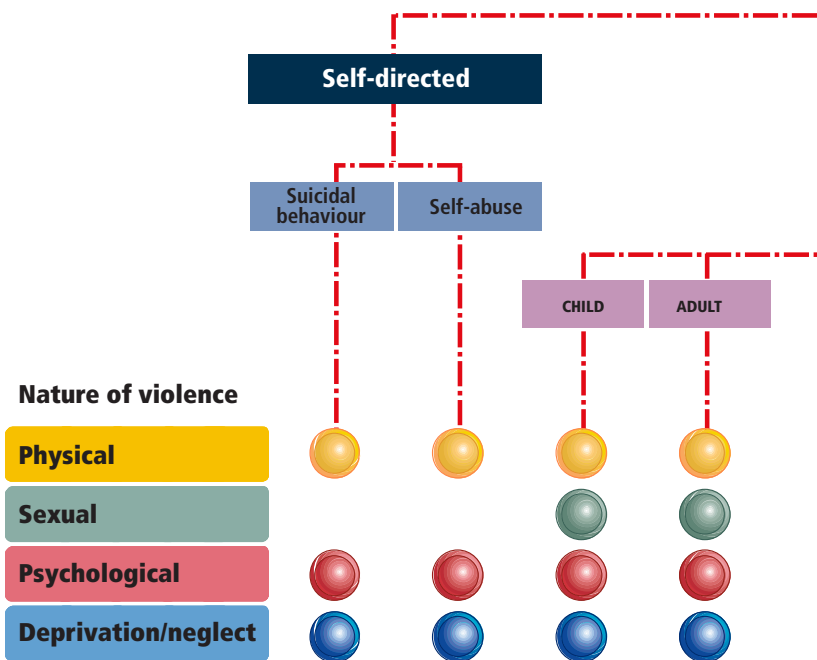 Self-directed
Suicidal
behaviour
Self-abuse
CHILD
ADULT
Nature of violence
Physical
Sexual
Psychological
Deprivation/neglect